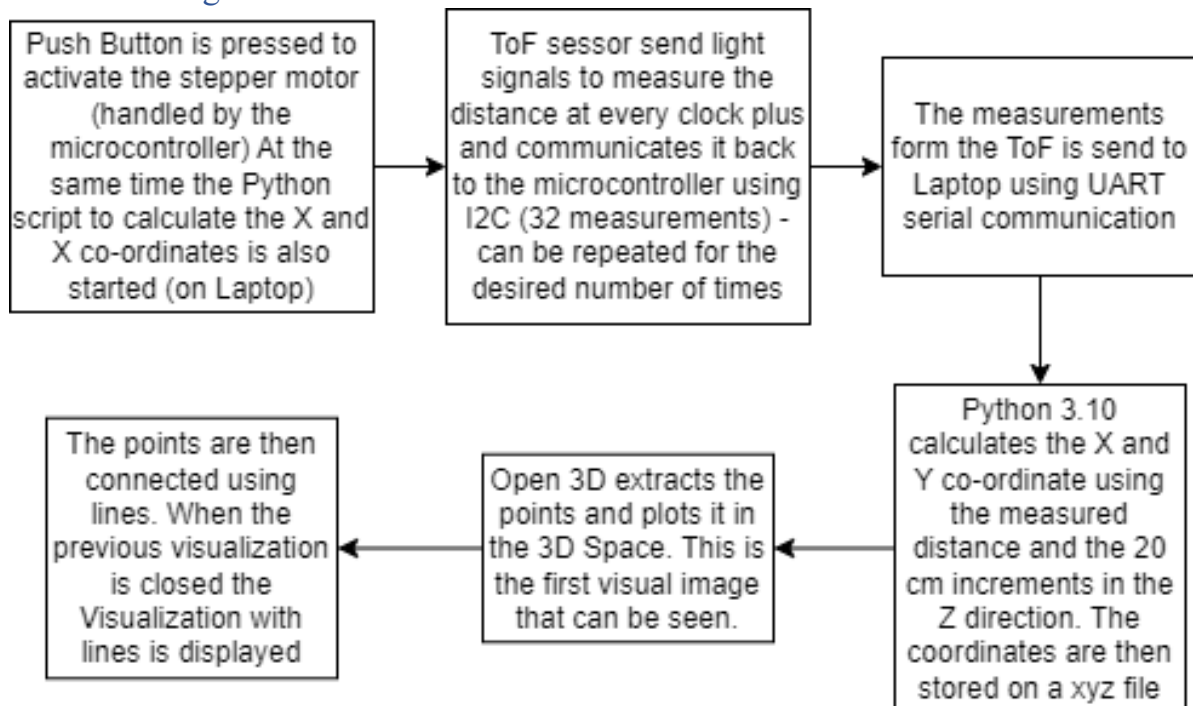 Push Button is pressed to
activate the stepper motor
(handled by the
microcontroller) At the
same time the Python
script to calculate the X and
X co-ordinates is also
started (on Laptop)
ToF sessor send light
signals to measure the
distance at every clock plus
and communicates it back
to the microcontroller using
I2C (32 measurements) -
can be repeated for the
desired number of times
The measurements
form the ToF is send to
Laptop using UART
serial communication
Python 3.10
calculates the X and
Y co-ordinate using
the measured
distance and the 20
cm increments in the
Z direction. The
coordinates are then
stored on a xyz file
Open 3D extracts the
points and plots it in
the 3D Space. This is
the first visual image
that can be seen.
The points are then
connected using
lines. When the
previous visualization
is closed the
Visualization with
lines is displayed